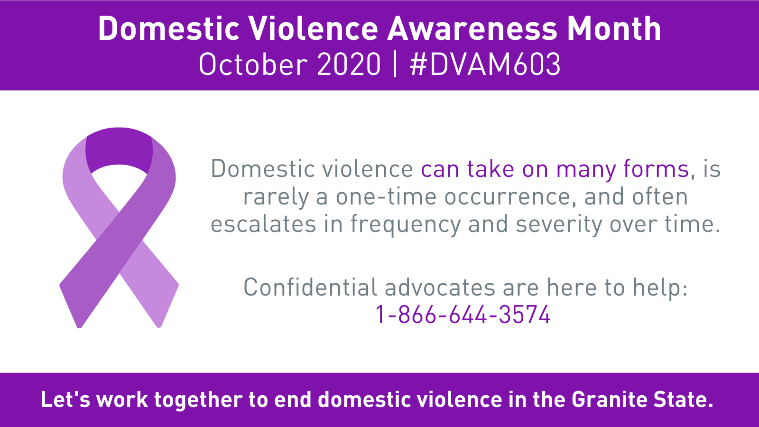 Domestic Violence Awareness Month
October 2020 | #DVAM603
Domestic violence can take on many forms, is
rarely a one-time occurrence, and often
escalates in frequency and severity over time.
Confidential advocates are here to help:
1-866-644-3574
Let's work together to end domestic violence in the Granite State.